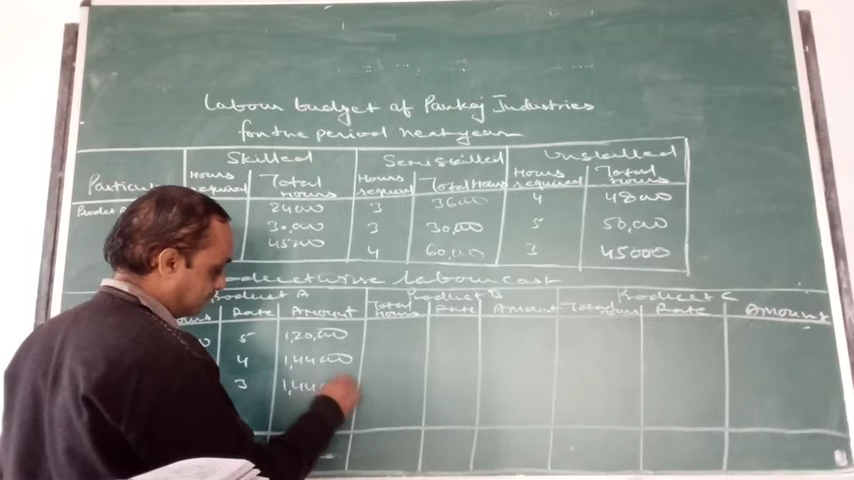 Labour budget of Pankaj Industries
for the period next year
Skilled Semiskilled Unskilled
Hours required Total Hours Hours required Total Hours Hours required Total Hours
24000 3 36000 4 48000
30,000 3 30,000 5 50,000
45000 4 60,000 3 45000
Labour cost
Product A Product B Product C
Rate Amount Total Hours Rate Amount Total Hours Rate Amount
5 1,20,000
4 1,44,000
3